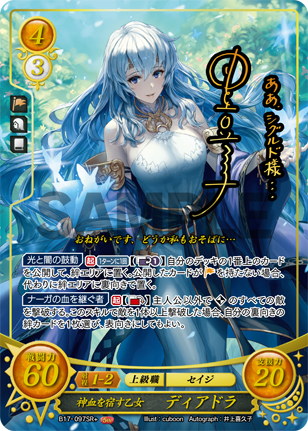 4
3
ああ、シグルド様・・・
SAMPLE
おねがいです、どうか私もおそばに…
光と闇の鼓動 起 1ターンに1回 自分のデッキの1番上のカード
を公開して、絆エリアに置く。公開したカードが を持たない場合、
代わりに絆エリアに裏向きで置く。
ナーガの血を継ぐ者 起 主人公以外で のすべての敵
を撃破する。このスキルで敵を1体以上撃破した場合、自分の裏向きの
絆カードを1枚選び、表向きにしてもよい。
戦闘力
60
射程 1-2
上級職
セイジ
支援力
20
神血を宿す乙女 ディアドラ
B17-097SR+ Illust:cuboon Autograph:井上喜久子